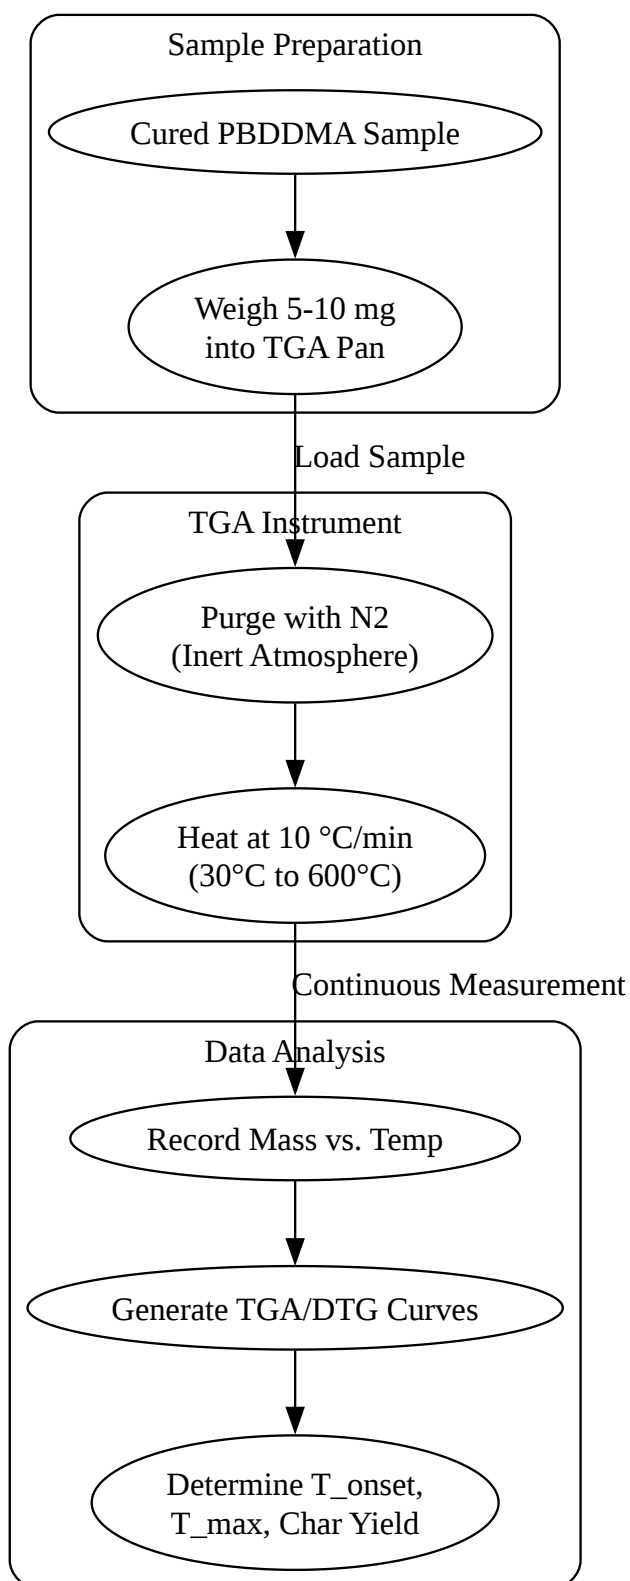 Sample Preparation
Cured PBDDMA Sample
Weigh 5-10 mg
into TGA Pan
Load Sample
TGA Instrument
Purge with N2
(Inert Atmosphere)
Heat at 10 °C/min
(30°C to 600°C)
Continuous Measurement
Data Analysis
Record Mass vs. Temp
Generate TGA/DTG Curves
Determine T_onset,
T_max, Char Yield